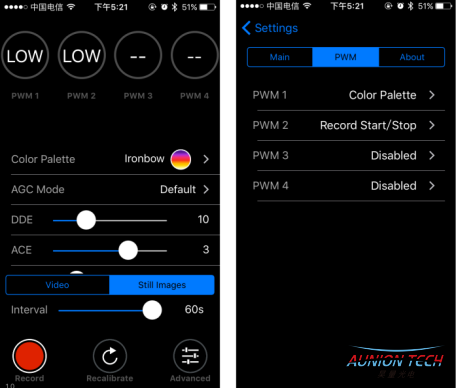 中国电信 下午5:21 51%
LOW LOW -- --
PWM 1 PWM 2 PWM 3 PWM 4
Color Palette Ironbow
AGC Mode Default
DDE 10
ACE 3
Video Still Images
Interval 60s
Record Recalibrate Advanced
中国电信 下午5:21 51%
Settings
Main PWM About
PWM 1 Color Palette
PWM 2 Record Start/Stop
PWM 3 Disabled
PWM 4 Disabled
AUNION TECH